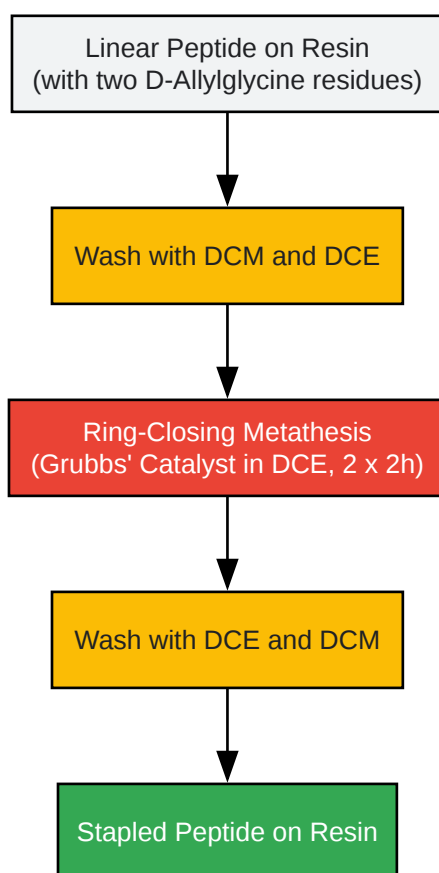 Linear Peptide on Resin
(with two D-Allylglycine residues)
Wash with DCM and DCE
Ring-Closing Metathesis
(Grubbs' Catalyst in DCE, 2 x 2h)
Wash with DCE and DCM
Stapled Peptide on Resin